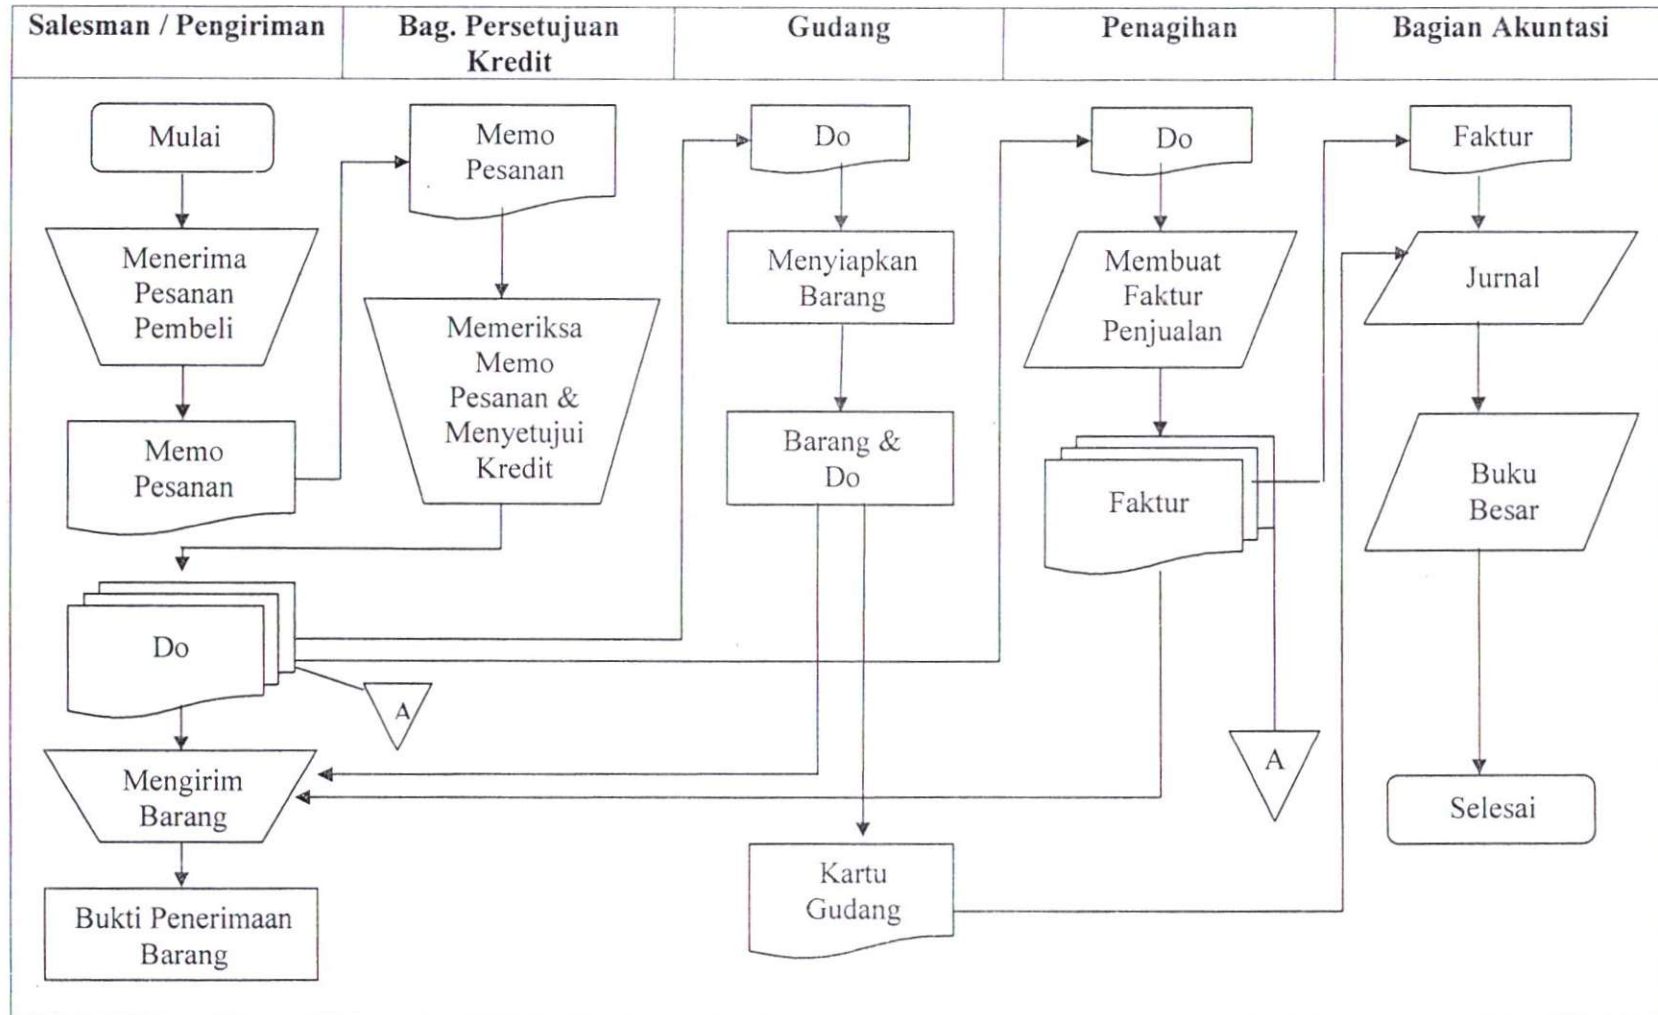 Salesman / Pengiriman
Bag. Persetujuan
Kredit
Gudang
Penagihan
Bagian Akuntasi
Mulai
Menerima
Pesanan
Pembeli
Memo
Pesanan
Do
A
Mengirim
Barang
Bukti Penerimaan
Barang
Memo
Pesanan
Memeriksa
Memo
Pesanan &
Menyetujui
Kredit
Do
Menyiapkan
Barang
Barang &
Do
Kartu
Gudang
Do
Membuat
Faktur
Penjualan
Faktur
A
Faktur
Jurnal
Buku
Besar
Selesai